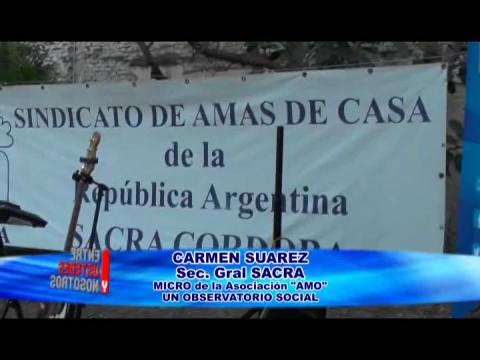 SINDICATO DE AMAS DE CASA
de la
República Argentina
SACRA CORDOBA
ENTRE
USTEDES
Y NOSOTROS
CARMEN SUAREZ
Sec. Gral SACRA
MICRO de la Asociación "AMO"
UN OBSERVATORIO SOCIAL